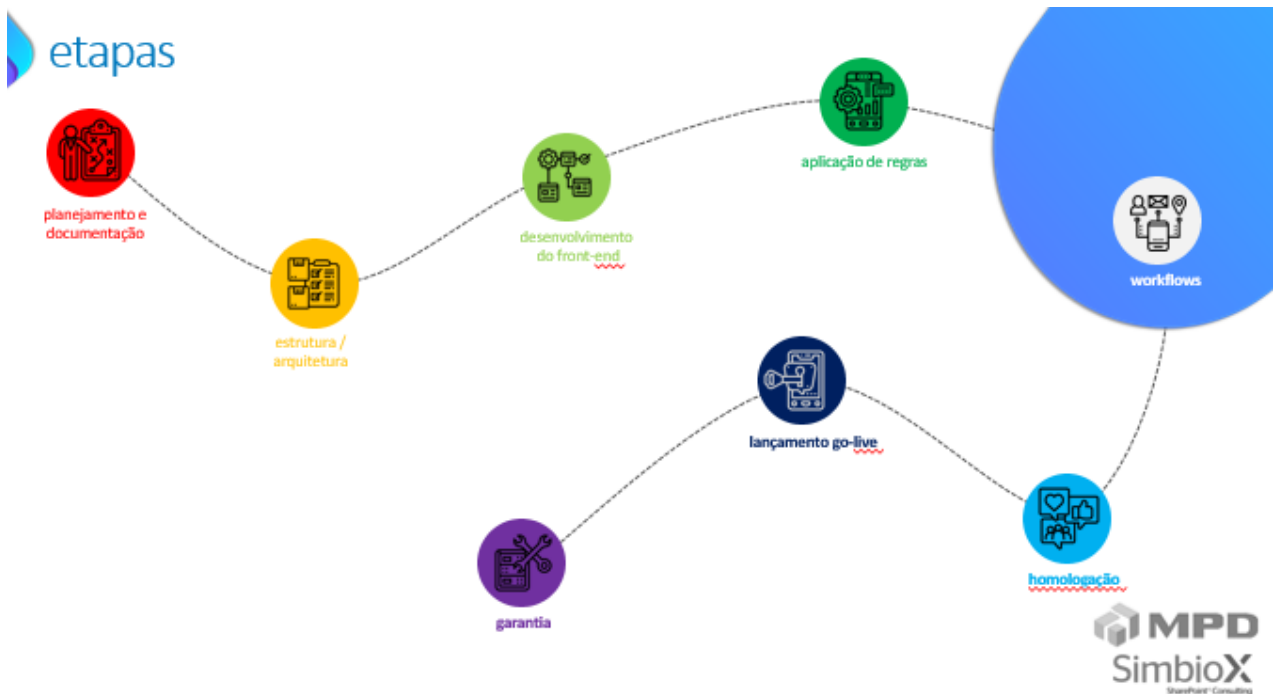 etapas
planejamento e
documentação
estrutura /
arquitetura
desenvolvimento
do front-end
aplicação de regras
workflows
homologação
lançamento go-live
garantia
MPD
SimbioX
SharePoint Consulting